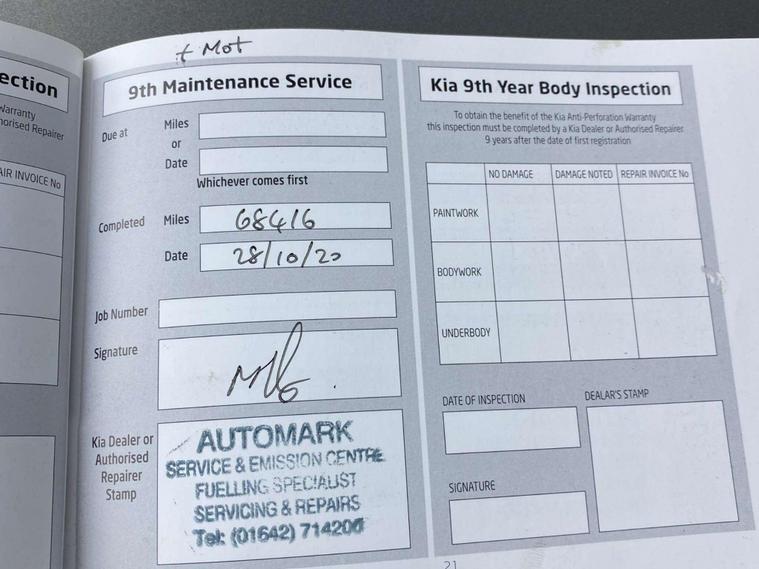 ection
Warranty
horised Repairer
AIR INVOICE No
+ Mot
9th Maintenance Service
Due at
Miles
or
Date
Whichever comes first
Completed
Miles
68416
Date
28/10/20
Job Number
Signature
Kia Dealer or
Authorised
Repairer
Stamp
AUTOMARK
SERVICE & EMISSION CENTRE
FUELLING SPECIALIST
SERVICING & REPAIRS
Tel: (01642) 714200
Kia 9th Year Body Inspection
To obtain the benefit of the Kia Anti-Perforation Warranty
this inspection must be completed by a Kia Dealer or Authorised Repairer
9 years after the date of first registration
NO DAMAGE
DAMAGE NOTED
REPAIR INVOICE No
PAINTWORK
BODYWORK
UNDERBODY
DATE OF INSPECTION
DEALAR'S STAMP
SIGNATURE
21